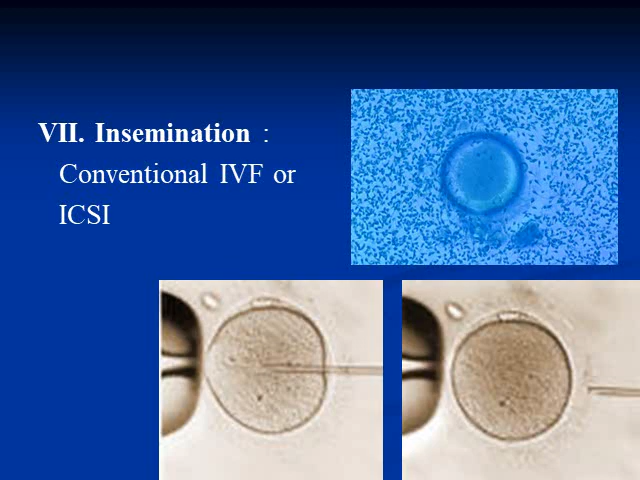 VII. Insemination :
Conventional IVF or
ICSI